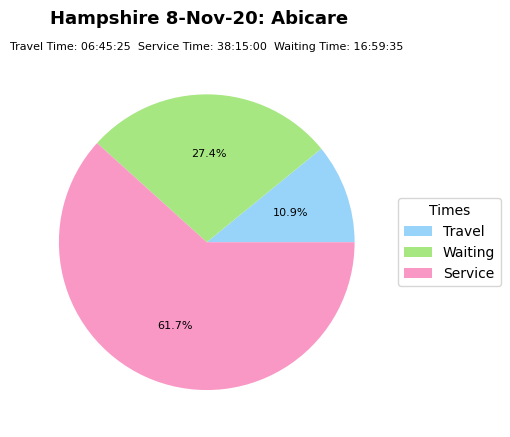 Hampshire 8-Nov-20: Abicare
Travel Time: 06:45:25  Service Time: 38:15:00  Waiting Time: 16:59:35
27.4%
10.9%
61.7%
Times
Travel
Waiting
Service